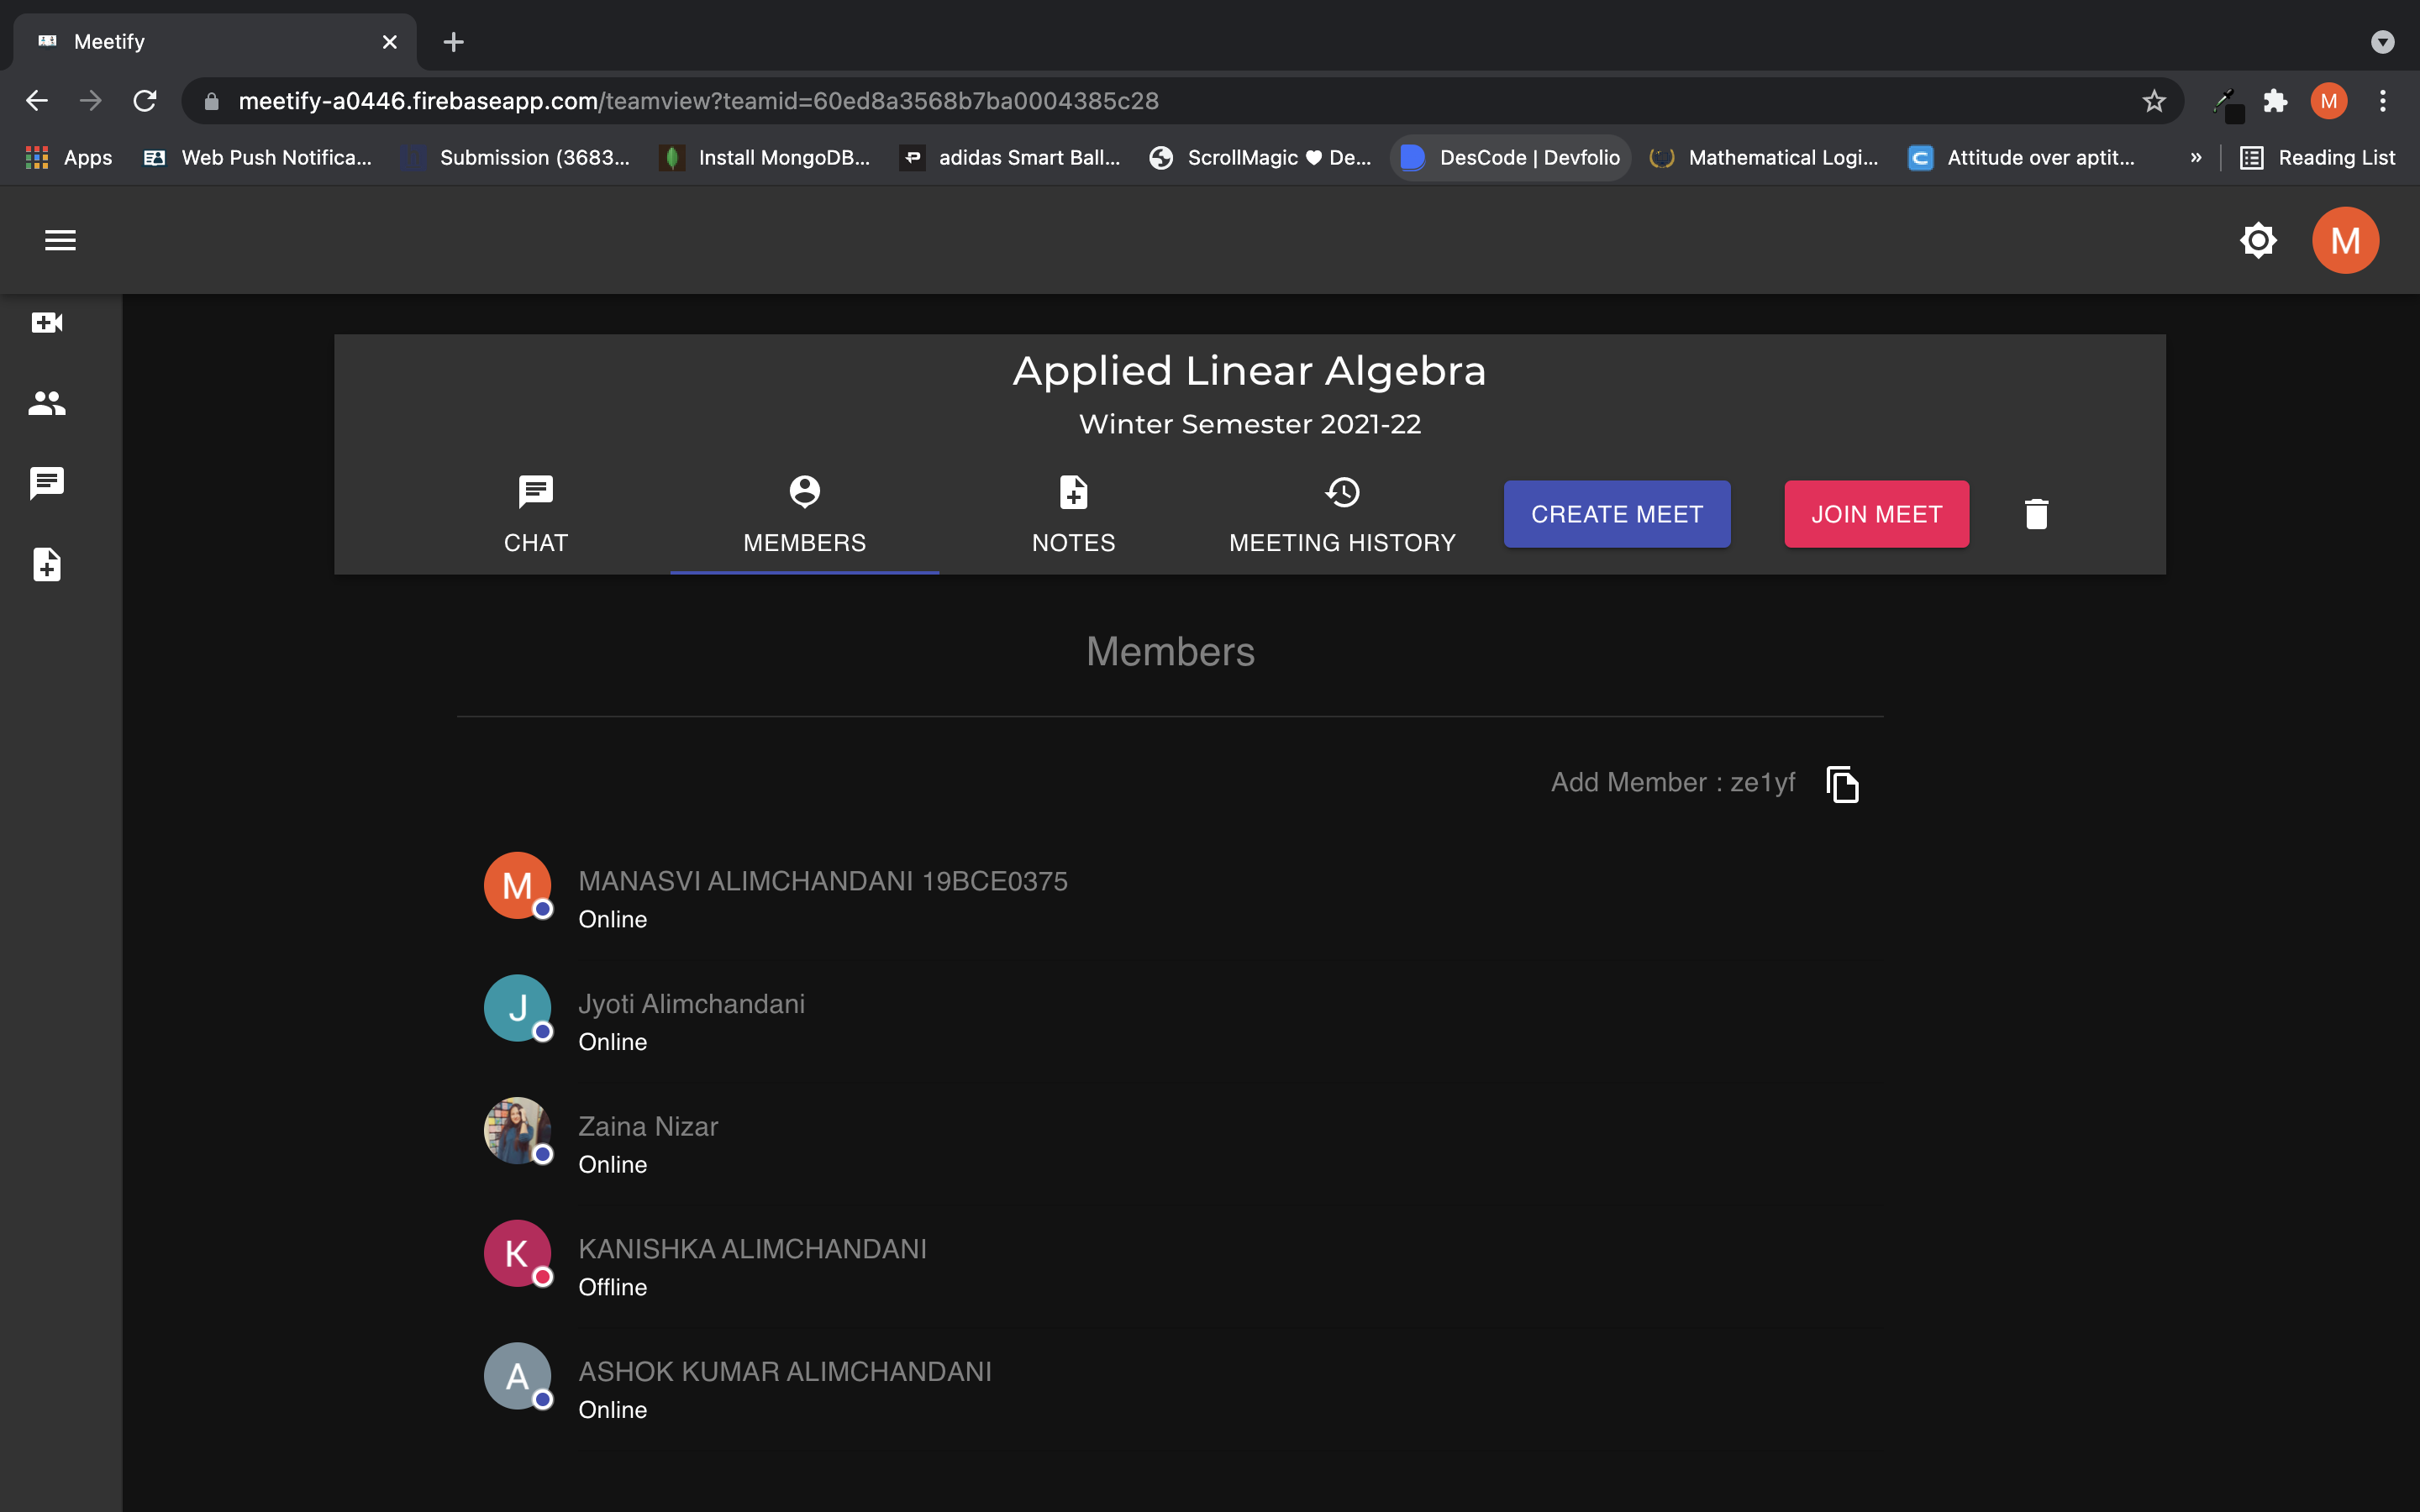 Meetify
meetify-a0446.firebaseapp.com/teamview?teamid=60ed8a3568b7ba0004385c28
M
Apps Web Push Notifica... Submission (3683... Install MongoDB... adidas Smart Ball... ScrollMagic ♥ De... DesCode | Devfolio Mathematical Logi... Attitude over aptit... » Reading List
M
Applied Linear Algebra
Winter Semester 2021-22
CHAT MEMBERS NOTES MEETING HISTORY CREATE MEET JOIN MEET
Members
Add Member : ze1yf
M MANASVI ALIMCHANDANI 19BCE0375
Online
J Jyoti Alimchandani
Online
Zaina Nizar
Online
K KANISHKA ALIMCHANDANI
Offline
A ASHOK KUMAR ALIMCHANDANI
Online